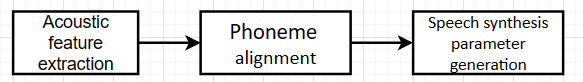 Acoustic
feature
extraction
Phoneme
alignment
Speech synthesis
parameter
generation